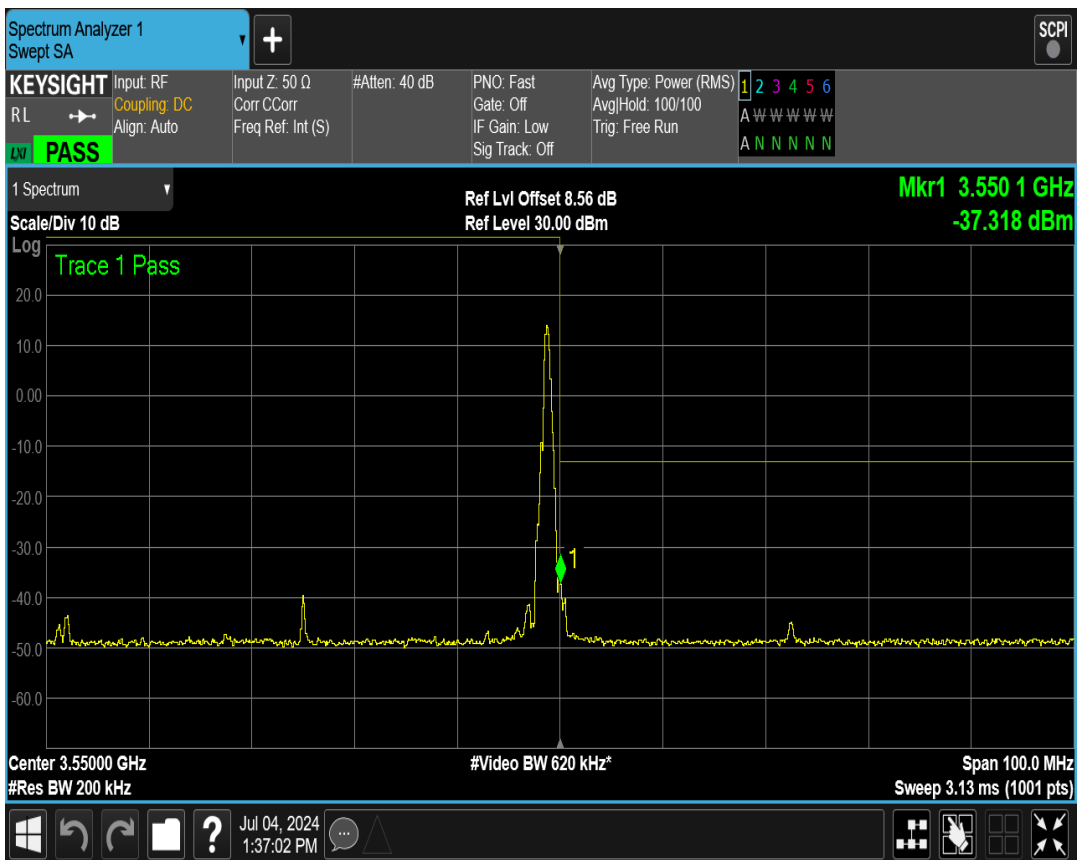 Spectrum Analyzer 1
Swept SA
SCPI
KEYSIGHT
RL
LXI PASS
Input: RF
Coupling: DC
Align: Auto
Input Z: 50 Ω
Corr CCorr
Freq Ref: Int (S)
#Atten: 40 dB
PNO: Fast
Gate: Off
IF Gain: Low
Sig Track: Off
Avg Type: Power (RMS)
Avg|Hold: 100/100
Trig: Free Run
1 2 3 4 5 6
A W W W W W
A N N N N N
1 Spectrum
Scale/Div 10 dB
Ref Lvl Offset 8.56 dB
Ref Level 30.00 dBm
Mkr1 3.550 1 GHz
-37.318 dBm
Log
Trace 1 Pass
20.0
10.0
0.00
-10.0
-20.0
-30.0
-40.0
-50.0
-60.0
1
Center 3.55000 GHz
#Res BW 200 kHz
#Video BW 620 kHz*
Span 100.0 MHz
Sweep 3.13 ms (1001 pts)
?
Jul 04, 2024
1:37:02 PM